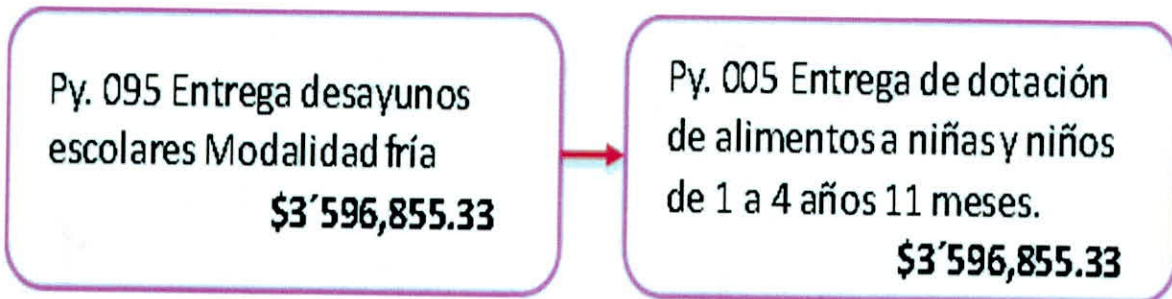 Py. 095 Entrega desayunos
escolares Modalidad fría
$3´596,855.33
Py. 005 Entrega de dotación
de alimentos a niñas y niños
de 1 a 4 años 11 meses.
$3´596,855.33